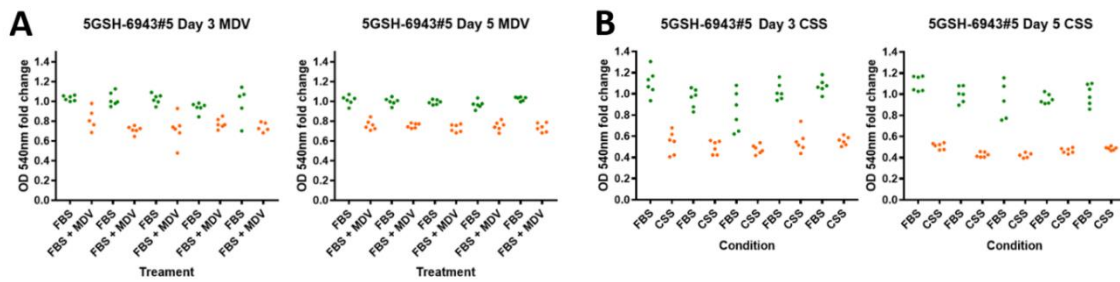 A
5GSH-6943#5 Day 3 MDV
OD 540nm fold change
1.4
1.2
1.0
0.8
0.6
0.4
0.2
0.0
FBS
FBS + MDV
FBS
FBS + MDV
FBS
FBS + MDV
FBS
FBS + MDV
FBS
FBS + MDV
Treament
5GSH-6943#5 Day 5 MDV
OD 540nm fold change
1.4
1.2
1.0
0.8
0.6
0.4
0.2
0.0
FBS
FBS + MDV
FBS
FBS + MDV
FBS
FBS + MDV
FBS
FBS + MDV
FBS
FBS + MDV
Treatment
B
5GSH-6943#5 Day 3 CSS
OD 540nm fold change
1.4
1.2
1.0
0.8
0.6
0.4
0.2
0.0
FBS
CSS
FBS
CSS
FBS
CSS
FBS
CSS
FBS
CSS
Condition
5GSH-6943#5 Day 5 CSS
OD 540nm fold change
1.4
1.2
1.0
0.8
0.6
0.4
0.2
0.0
FBS
CSS
FBS
CSS
FBS
CSS
FBS
CSS
FBS
CSS
Condition